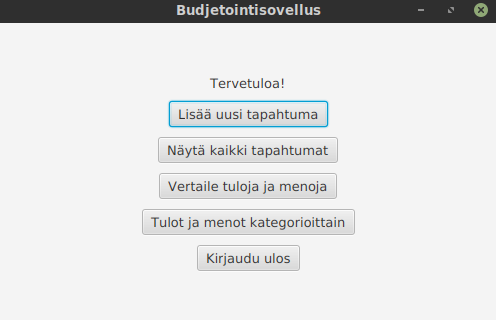 Budjetointisovellus
Tervetuloa!
Lisää uusi tapahtuma
Näytä kaikki tapahtumat
Vertaile tuloja ja menoja
Tulot ja menot kategorioittain
Kirjaudu ulos